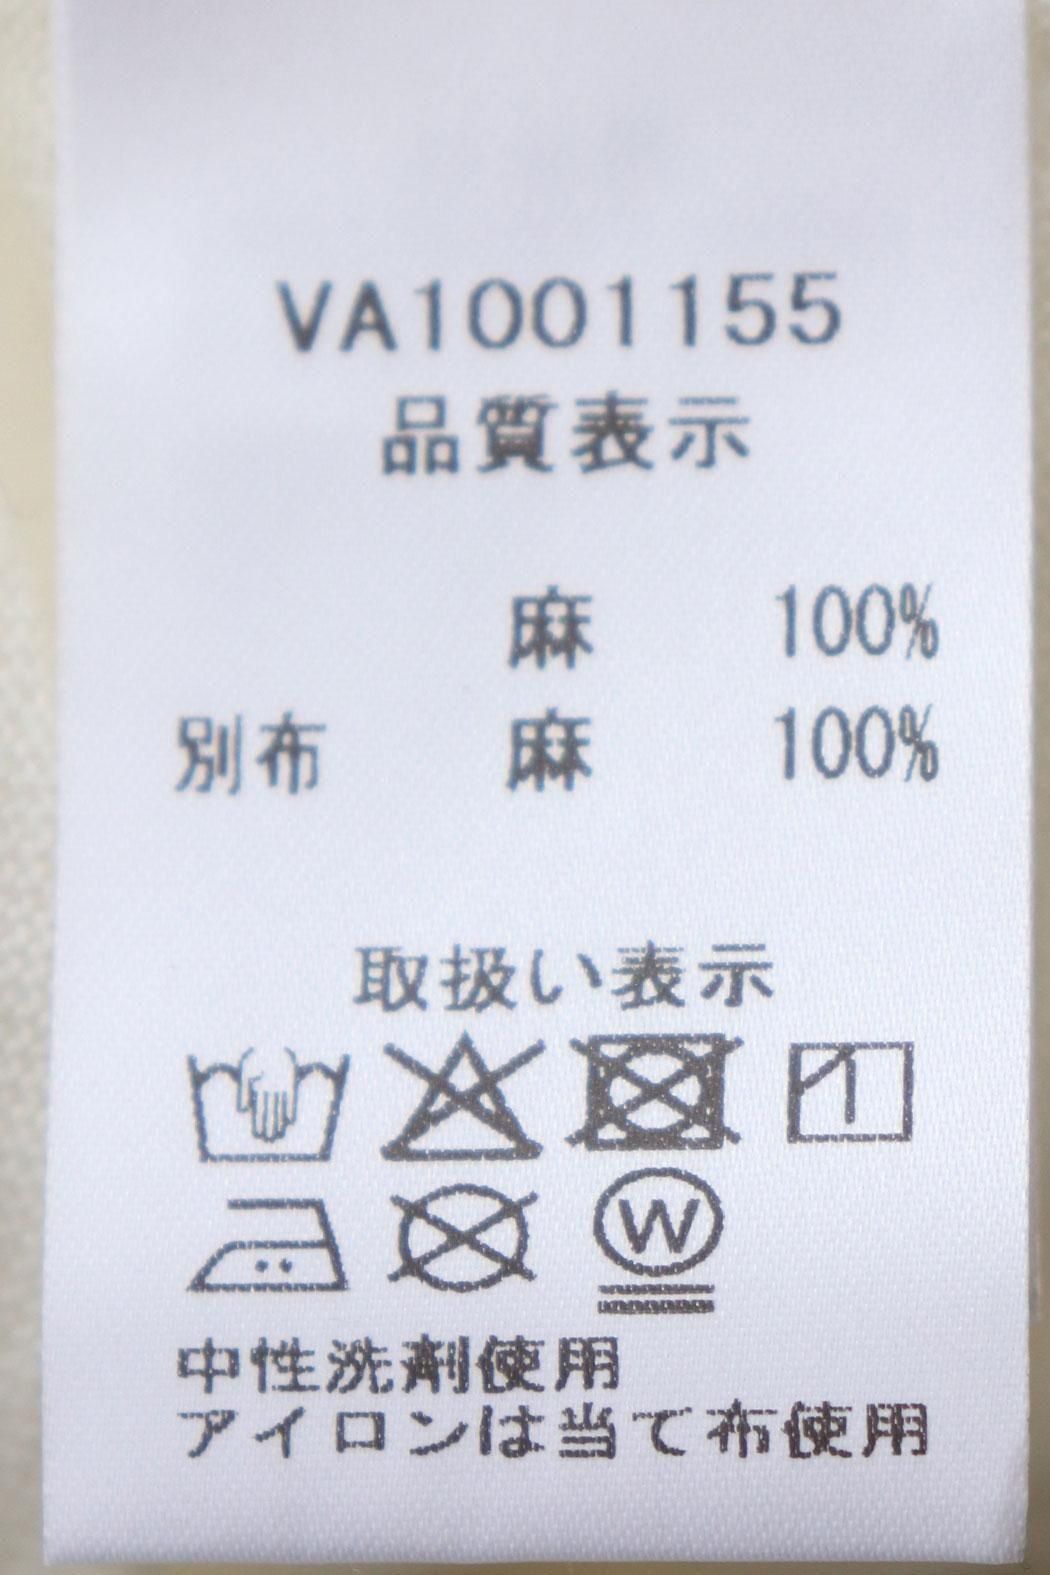 VA1001155
品質表示
麻 100%
別布 麻 100%
取扱い表示
W
中性洗剤使用
アイロンは当て布使用